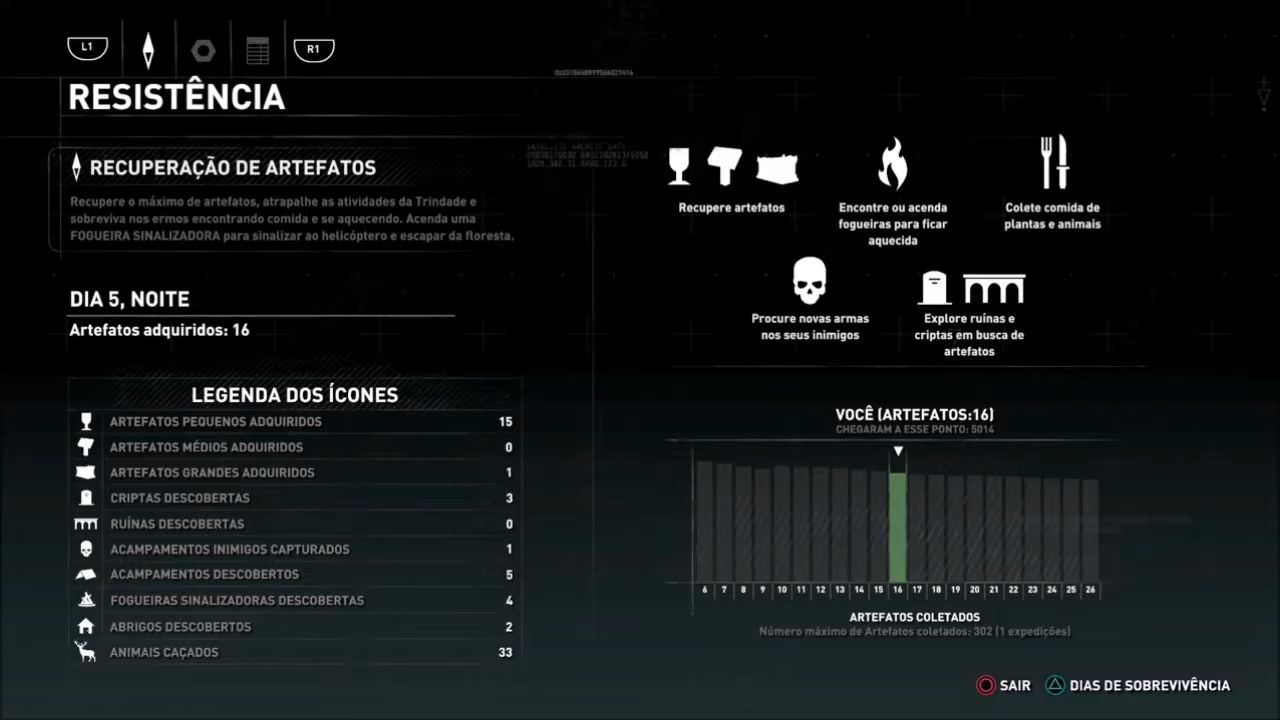 L1
R1
RESISTÊNCIA
RECUPERAÇÃO DE ARTEFATOS
Recupere o máximo de artefatos, atrapalhe as atividades da Trindade e
sobreviva nos ermos encontrando comida e se aquecendo. Acenda uma
FOGUEIRA SINALIZADORA para sinalizar ao helicóptero e escapar da floresta.
DIA 5, NOITE
Artefatos adquiridos: 16
LEGENDA DOS ÍCONES
ARTEFATOS PEQUENOS ADQUIRIDOS 15
ARTEFATOS MÉDIOS ADQUIRIDOS 0
ARTEFATOS GRANDES ADQUIRIDOS 1
CRIPTAS DESCOBERTAS 3
RUÍNAS DESCOBERTAS 0
ACAMPAMENTOS INIMIGOS CAPTURADOS 1
ACAMPAMENTOS DESCOBERTOS 5
FOGUEIRAS SINALIZADORAS DESCOBERTAS 4
ABRIGOS DESCOBERTOS 2
ANIMAIS CAÇADOS 33
Recupere artefatos
Encontre ou acenda
fogueiras para ficar
aquecida
Colete comida de
plantas e animais
Procure novas armas
nos seus inimigos
Explore ruínas e
criptas em busca de
artefatos
VOCÊ (ARTEFATOS:16)
CHEGARAM A ESSE PONTO: 5014
6 7 8 9 10 11 12 13 14 15 16 17 18 19 20 21 22 23 24 25 26
ARTEFATOS COLETADOS
Número máximo de Artefatos coletados: 302 (1 expedições)
SAIR
DIAS DE SOBREVIVÊNCIA